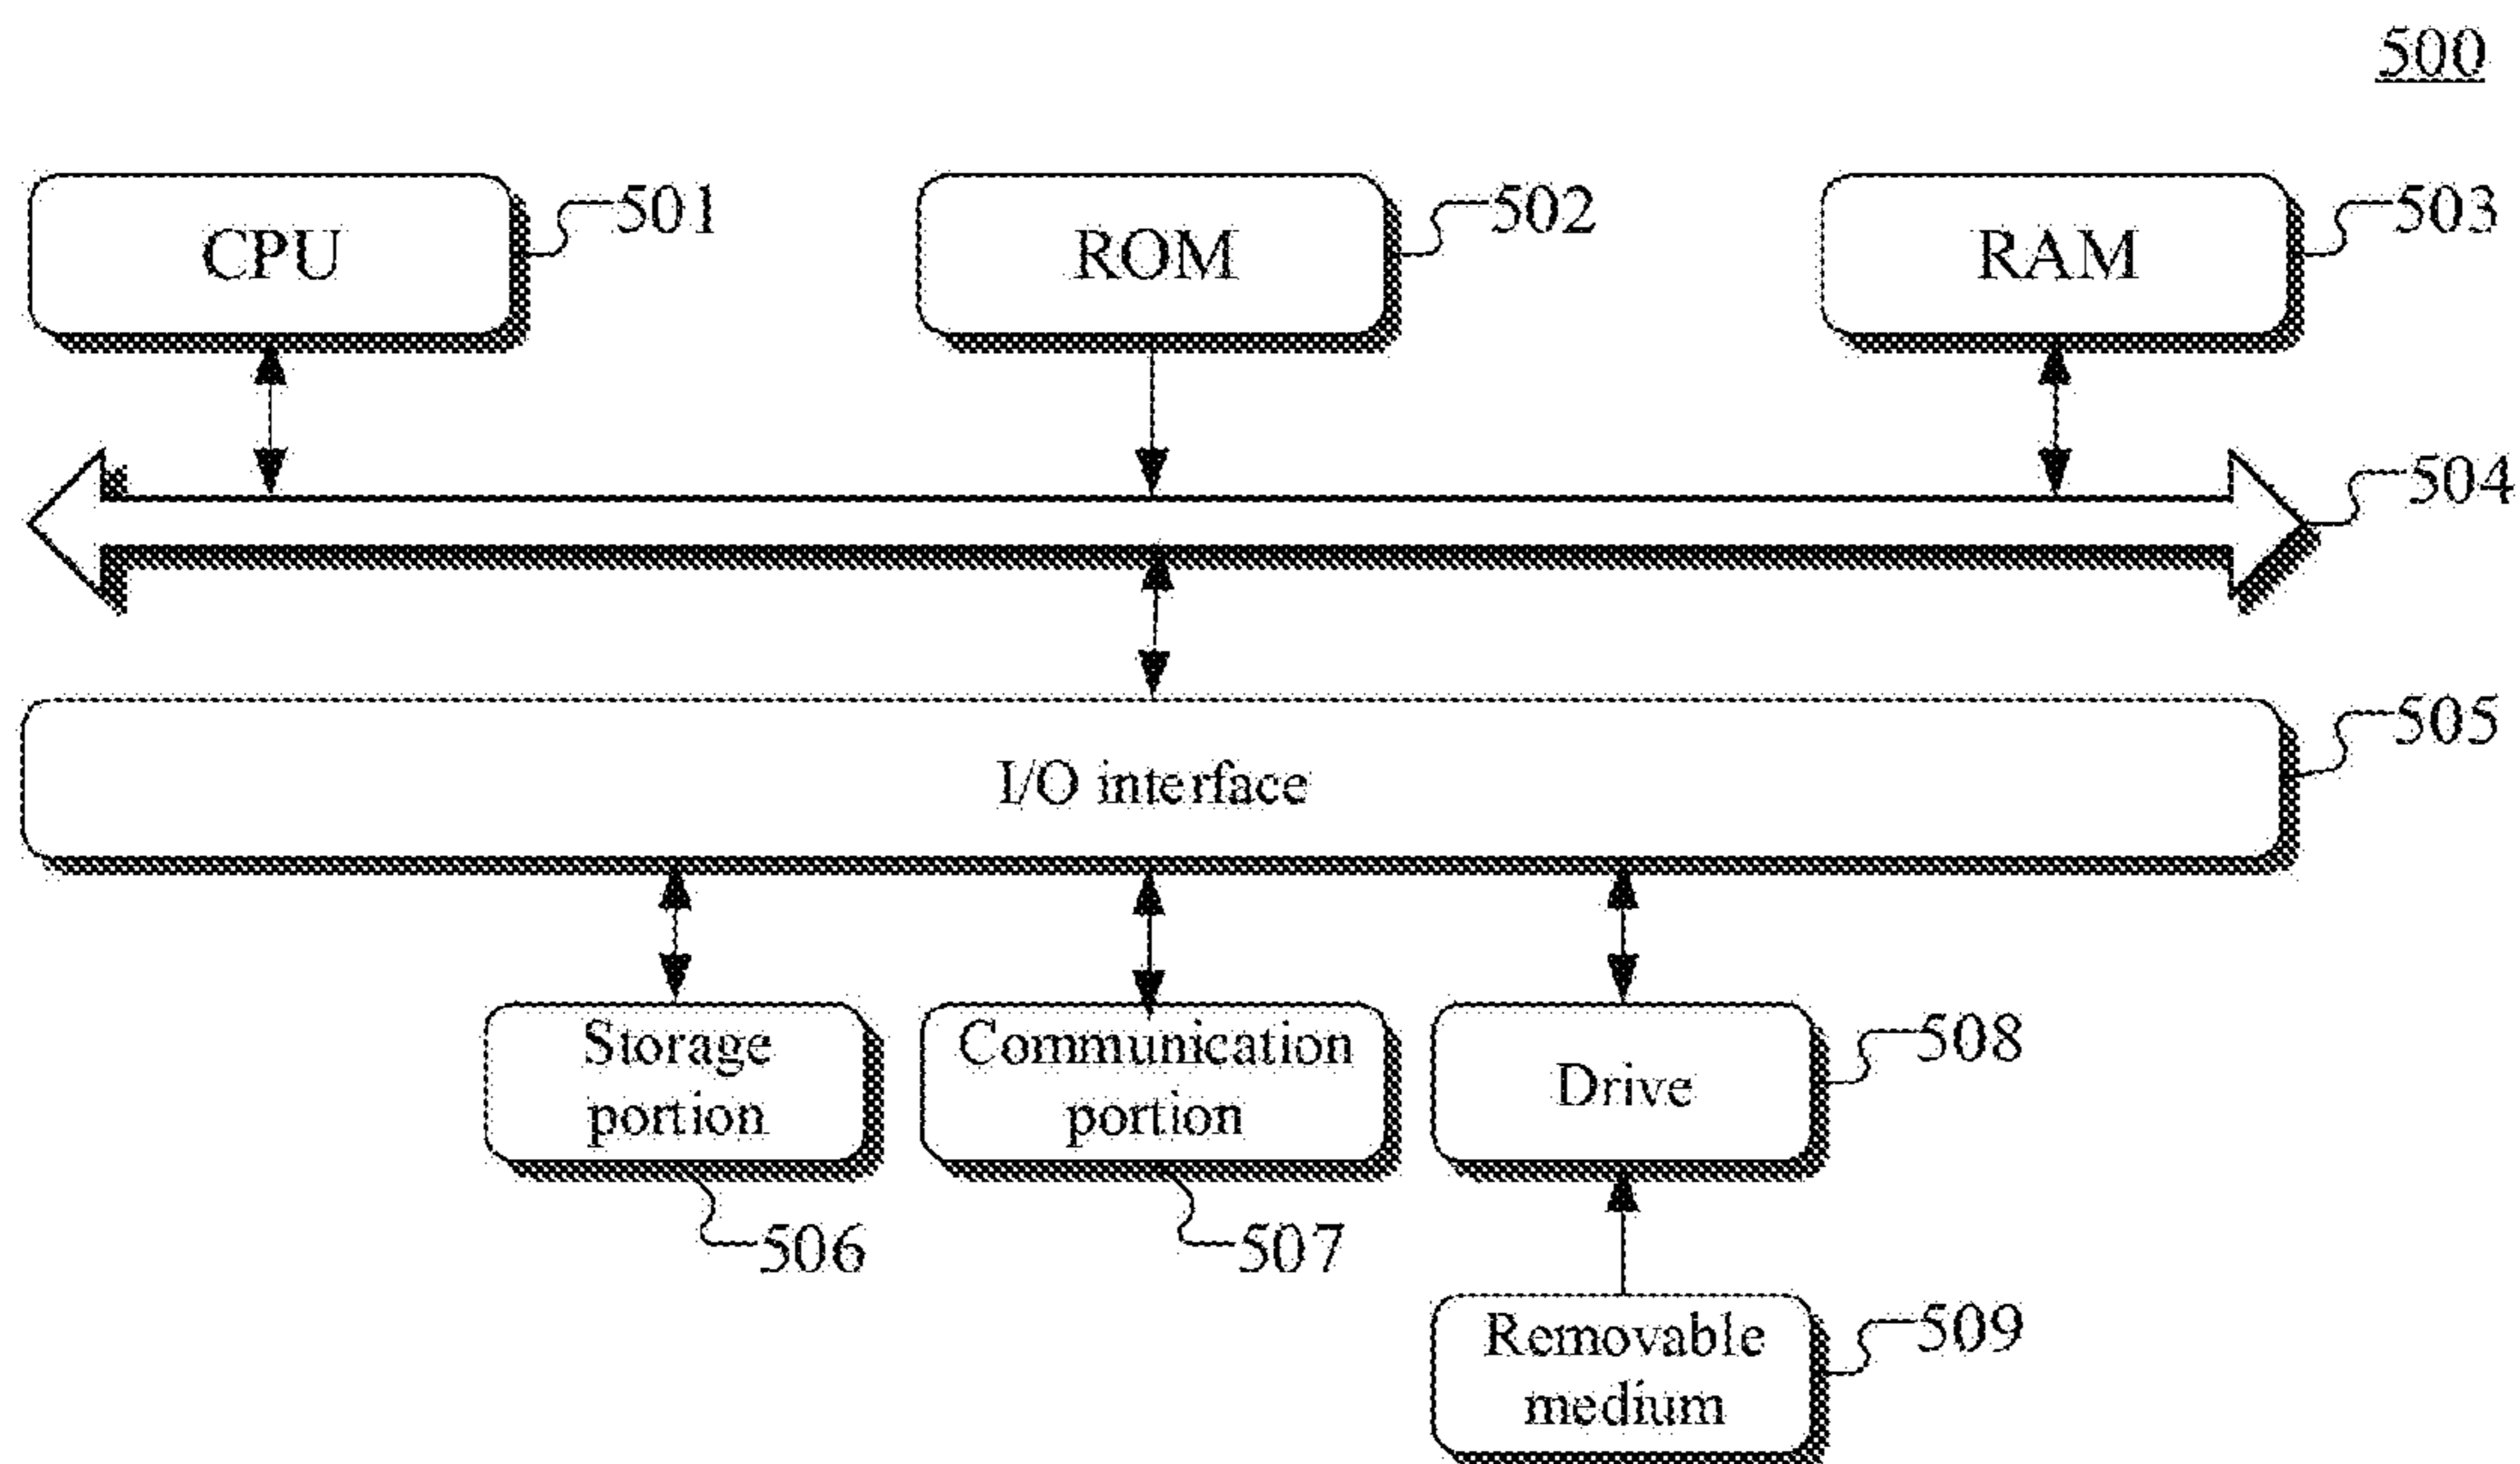 500
CPU
501
ROM
502
RAM
503
504
I/O interface
505
Storage
portion
Communication
portion
Drive
508
506
507
Removable
medium
509